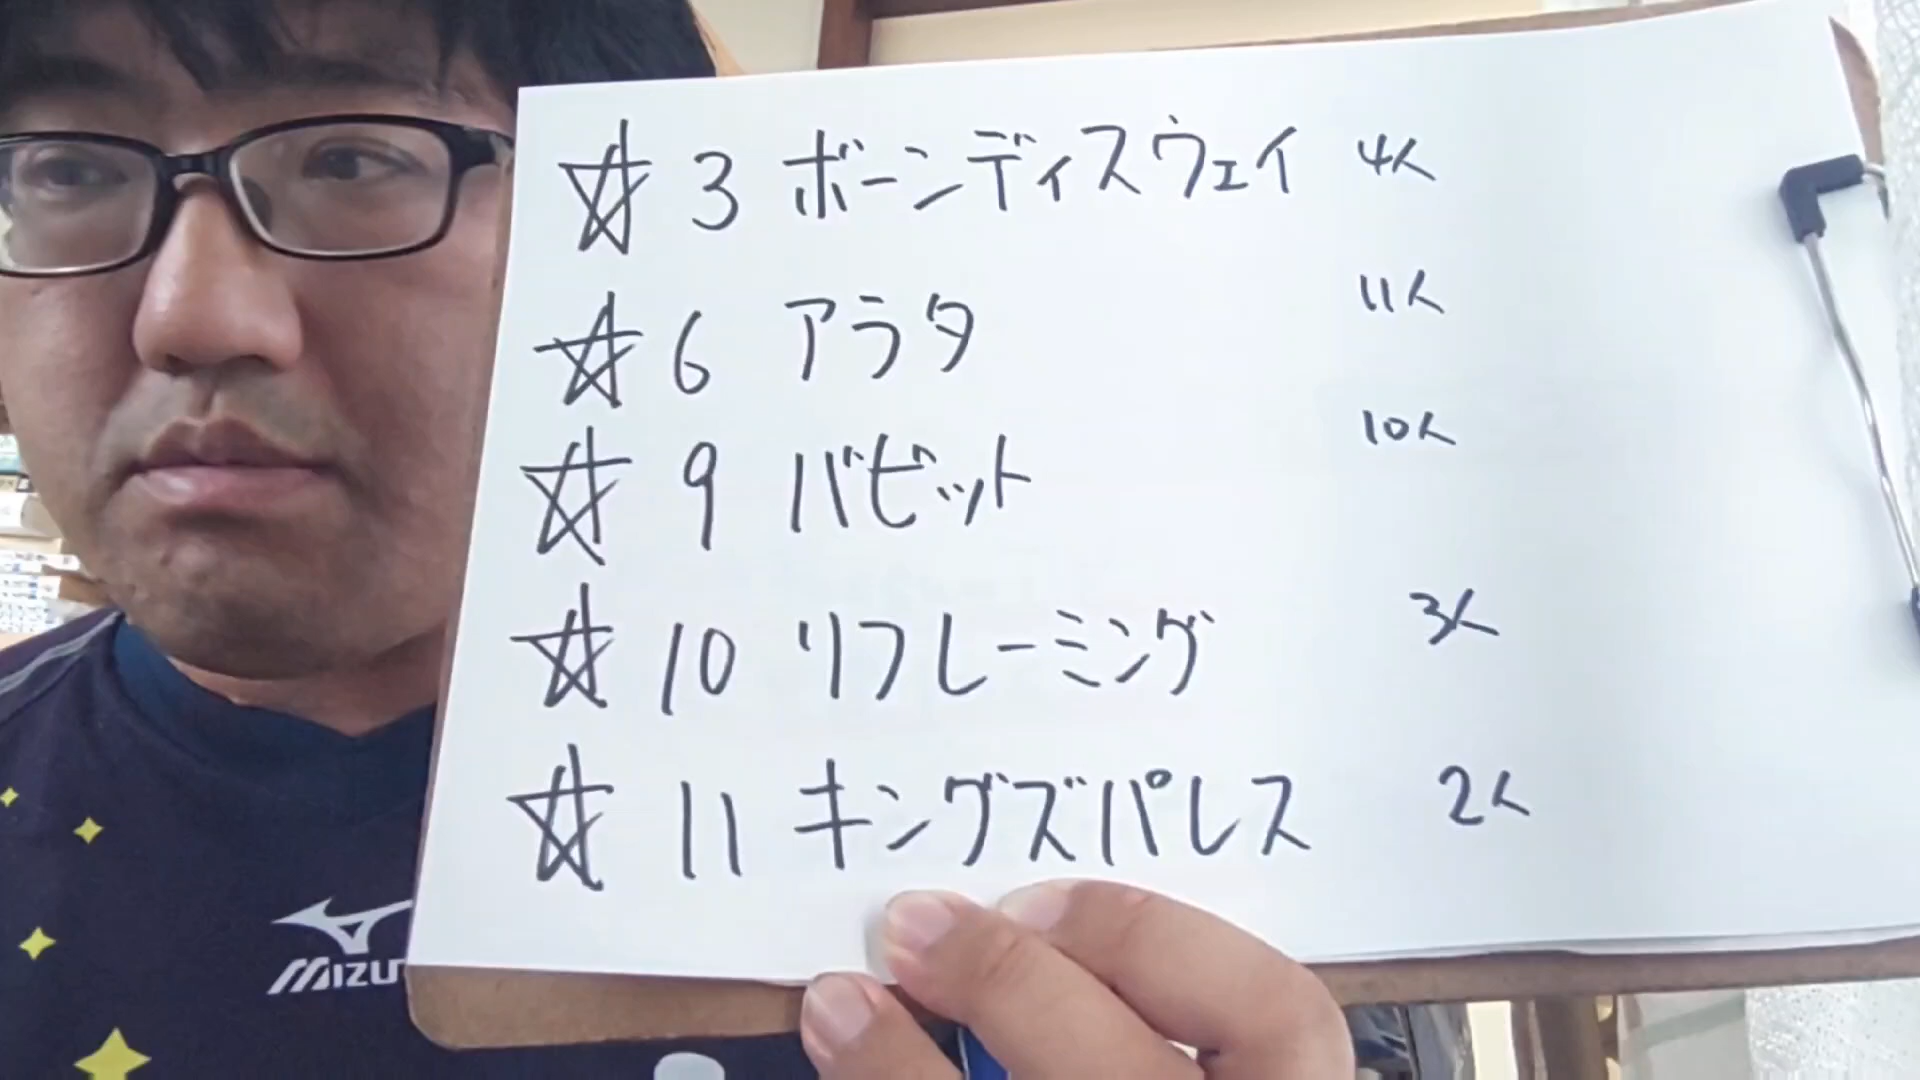 ☆ 3 ボーンディスウェイ 4人
☆ 6 アラタ 11人
☆ 9 バビット 10人
☆ 10 リフレーミング 3人
☆ 11 キングズパレス 2人
MIZU